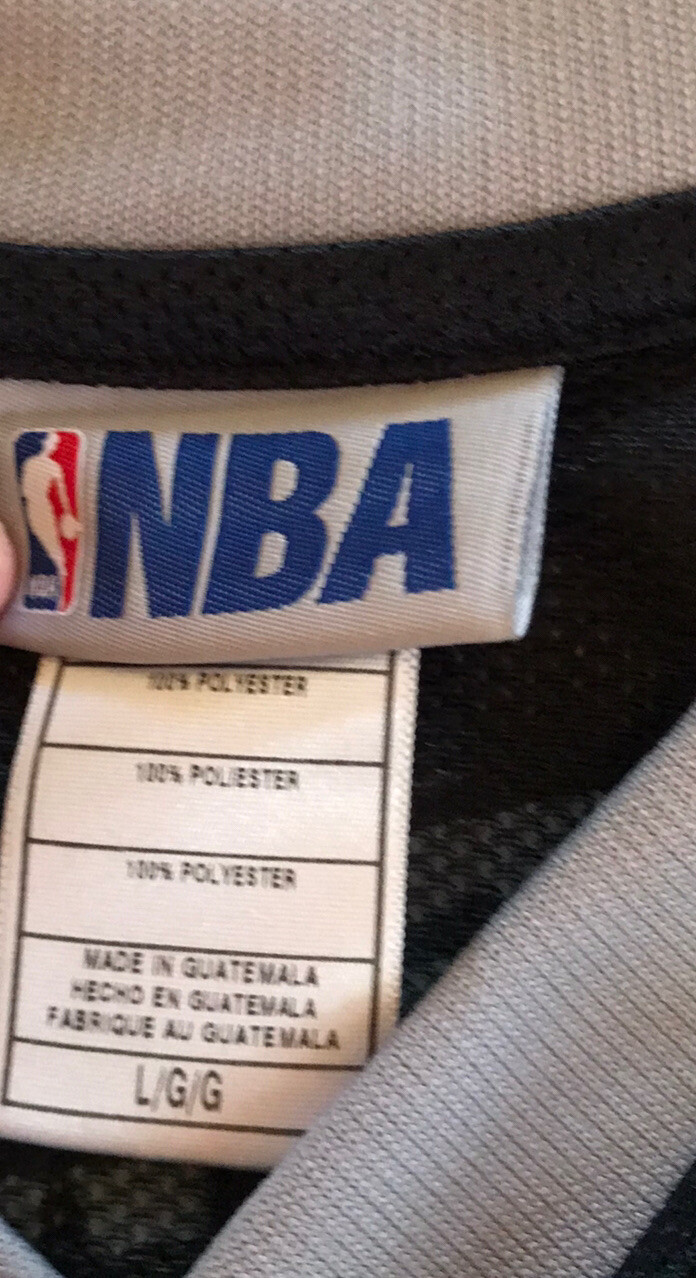 NBA
100% POLYESTER
100% POLIESTER
100% POLYESTER
MADE IN GUATEMALA
HECHO EN GUATEMALA
FABRIQUE AU GUATEMALA
L/G/G